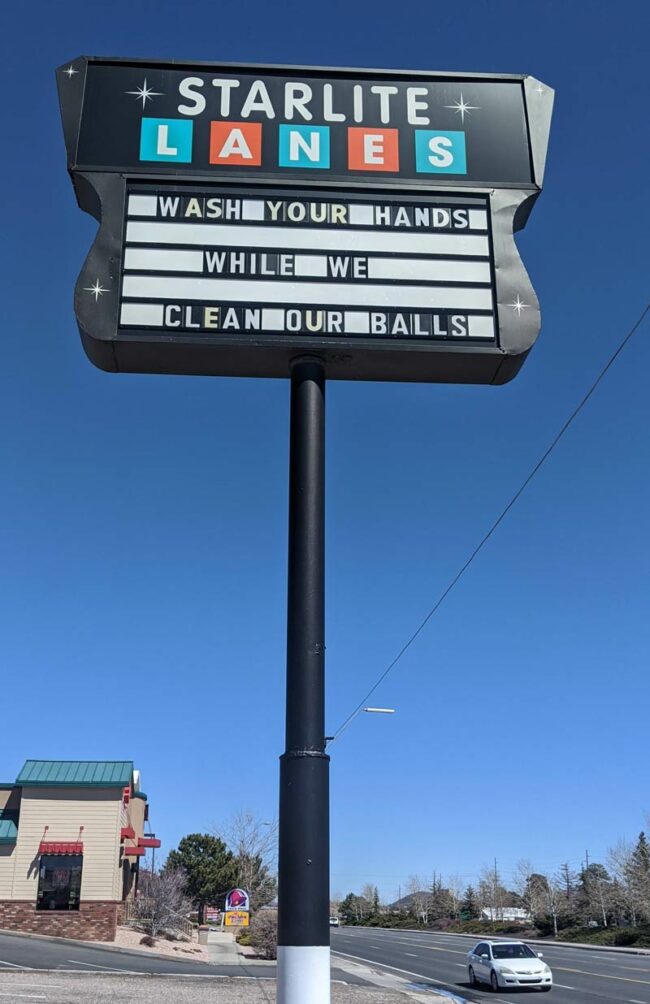 STARLITE
LANES
WASH YOUR HANDS
WHILE WE
CLEAN OUR BALLS